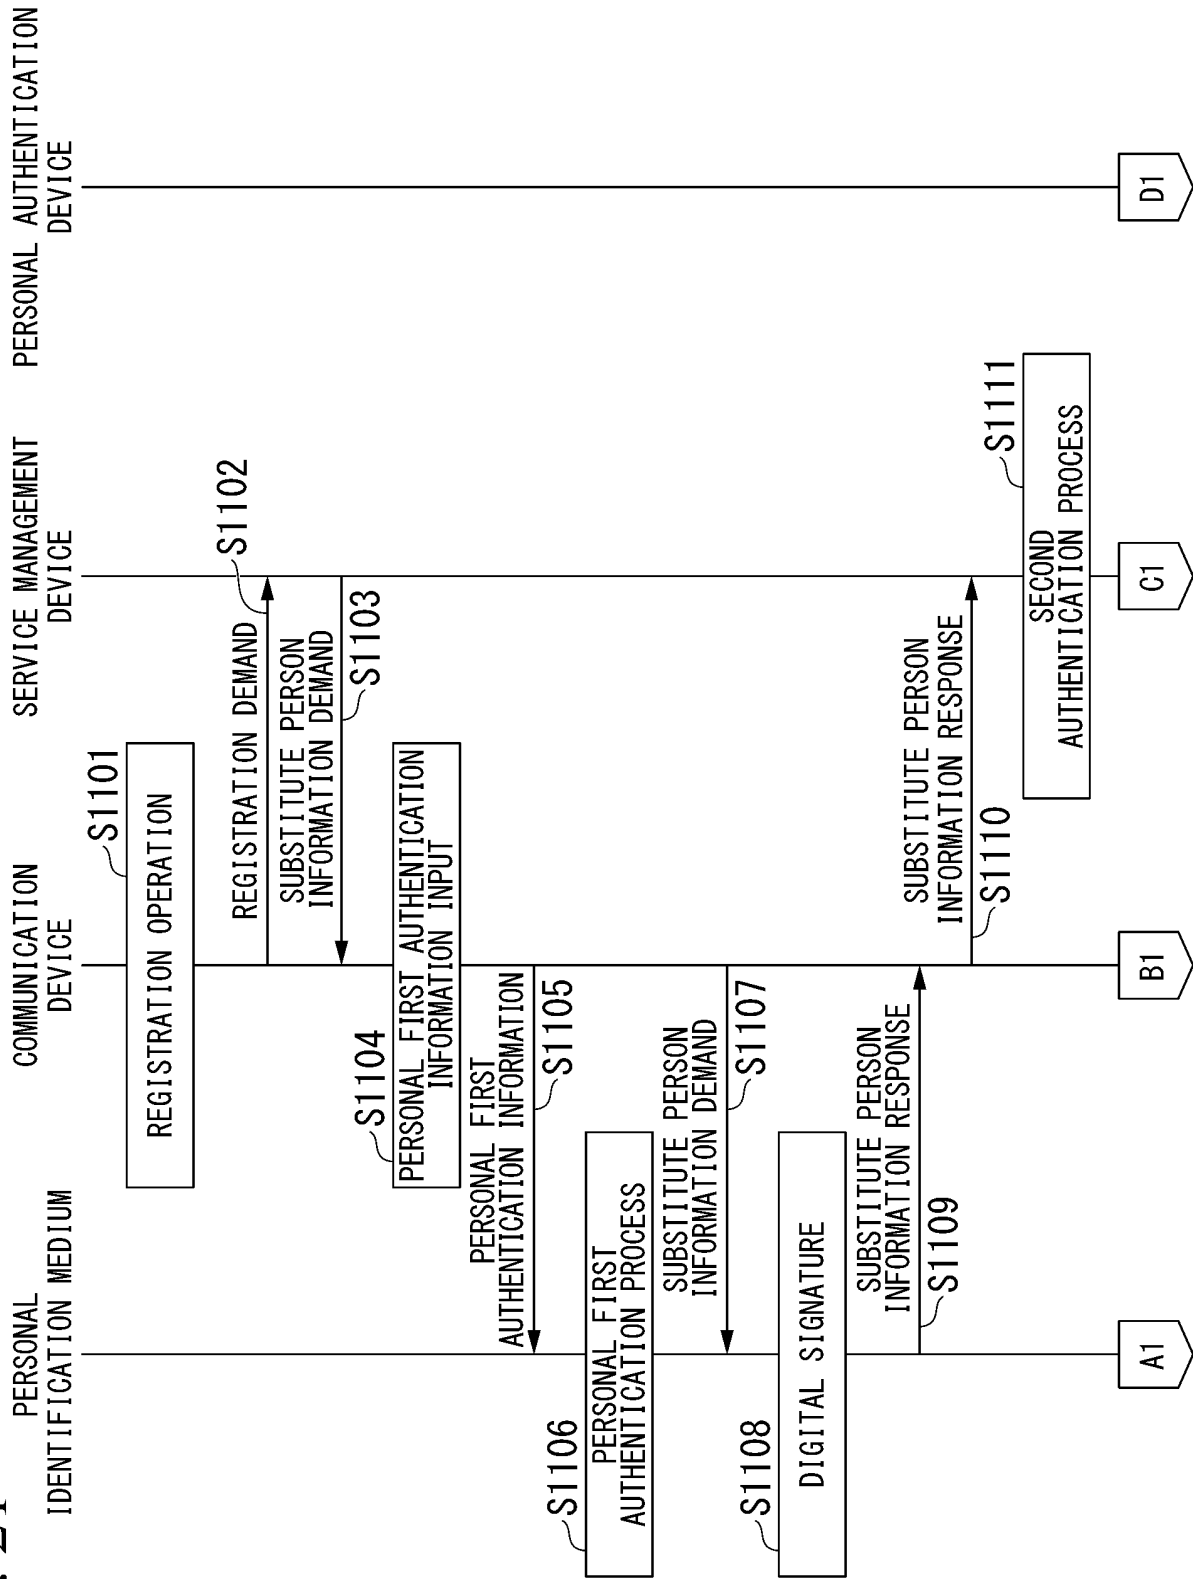 PERSONAL
IDENTIFICATION MEDIUM
COMMUNICATION
DEVICE
SERVICE MANAGEMENT
DEVICE
PERSONAL AUTHENTICATION
DEVICE
S1101
REGISTRATION OPERATION
S1102
REGISTRATION DEMAND
SUBSTITUTE PERSON
INFORMATION DEMAND
S1103
S1104
PERSONAL FIRST AUTHENTICATION
INFORMATION INPUT
PERSONAL FIRST
AUTHENTICATION INFORMATION
S1105
S1106
PERSONAL FIRST
AUTHENTICATION PROCESS
SUBSTITUTE PERSON
INFORMATION DEMAND
S1107
S1108
DIGITAL SIGNATURE
SUBSTITUTE PERSON
INFORMATION RESPONSE
S1109
SUBSTITUTE PERSON
INFORMATION RESPONSE
S1110
S1111
SECOND
AUTHENTICATION PROCESS
A1
B1
C1
D1